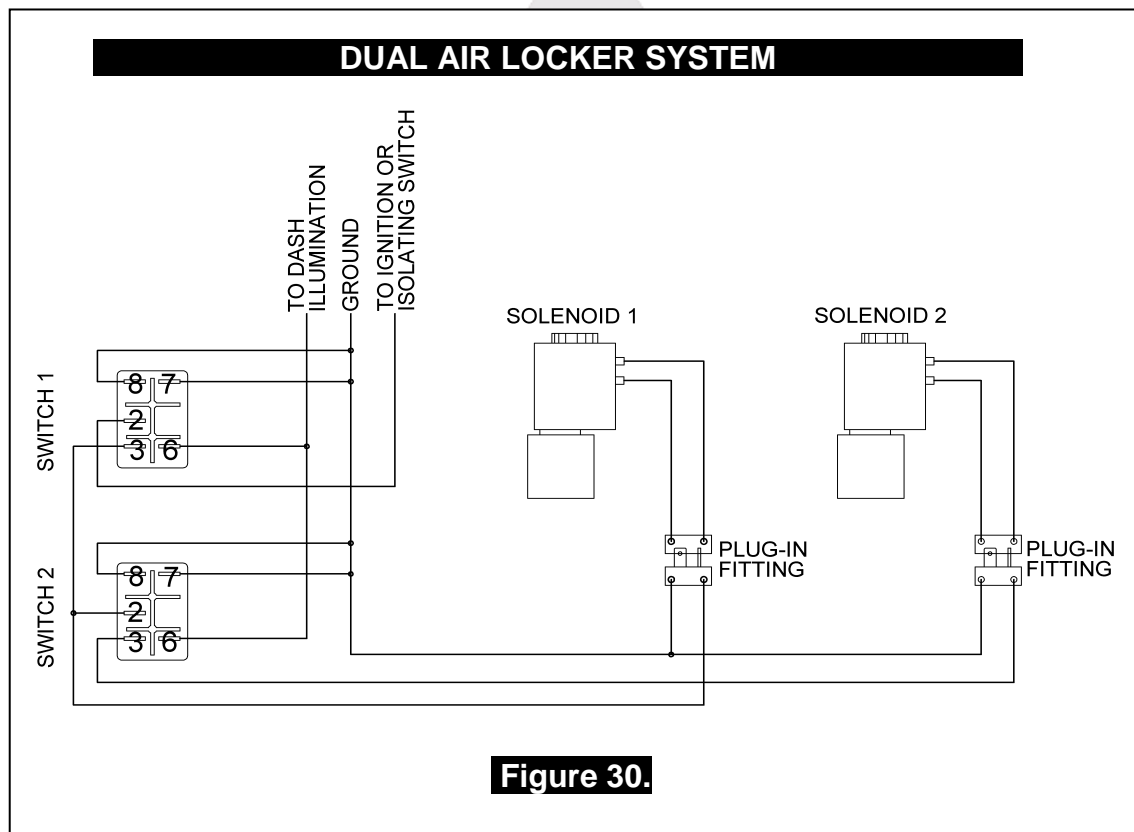 DUAL AIR LOCKER SYSTEM
TO DASH
ILLUMINATION
GROUND
TO IGNITION OR
ISOLATING SWITCH
SOLENOID 1
SOLENOID 2
SWITCH 1
8 7
2
3 6
SWITCH 2
8 7
2
3 6
PLUG-IN
FITTING
PLUG-IN
FITTING
Figure 30.